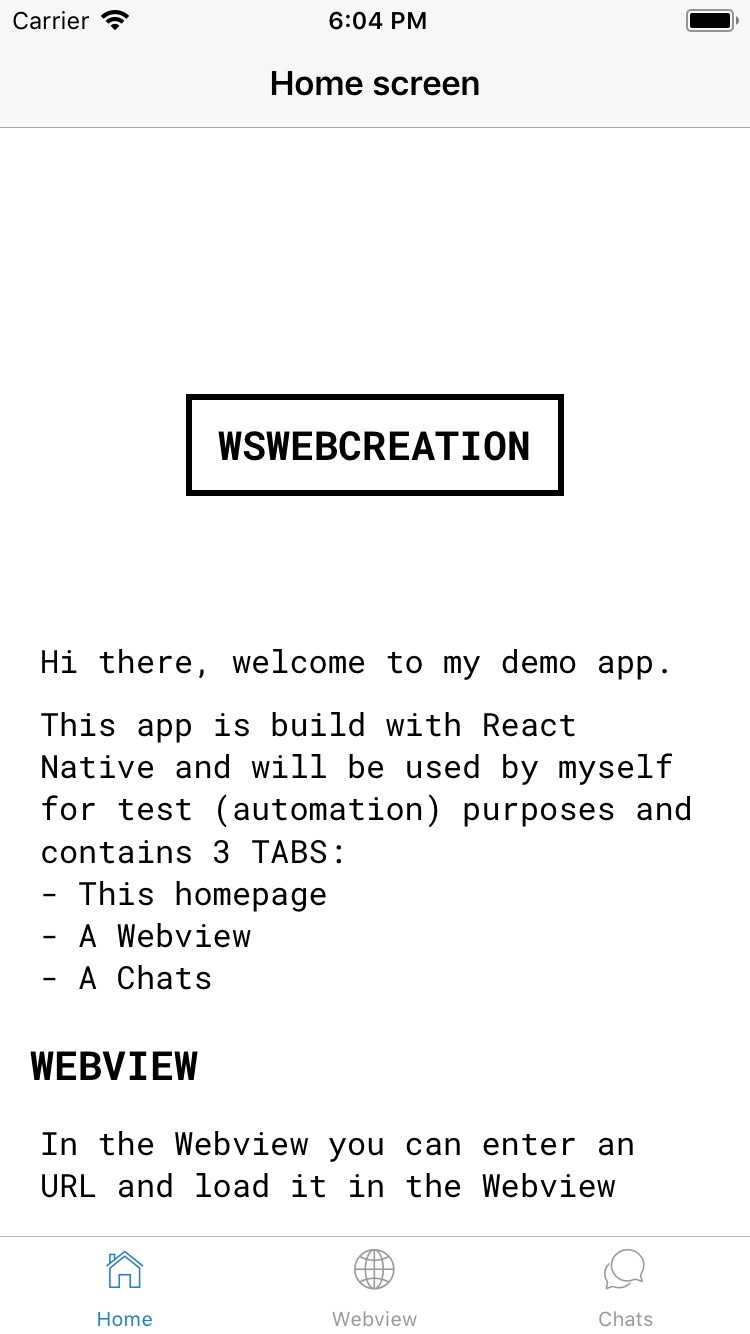 Carrier 6:04 PM
Home screen
WSWEBCREATION
Hi there, welcome to my demo app.
This app is build with React
Native and will be used by myself
for test (automation) purposes and
contains 3 TABS:
- This homepage
- A Webview
- A Chats
WEBVIEW
In the Webview you can enter an
URL and load it in the Webview
Home Webview Chats